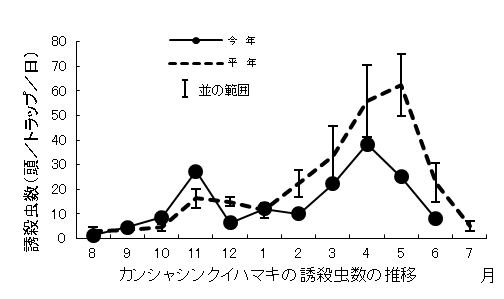 80
70
60
50
40
30
20
10
0
誘殺虫数(頭／トラップ／日)
今 年
平 年
並の範囲
8 9 10 11 12 1 2 3 4 5 6 7
月
カンシャシンクイハマキの誘殺虫数の推移